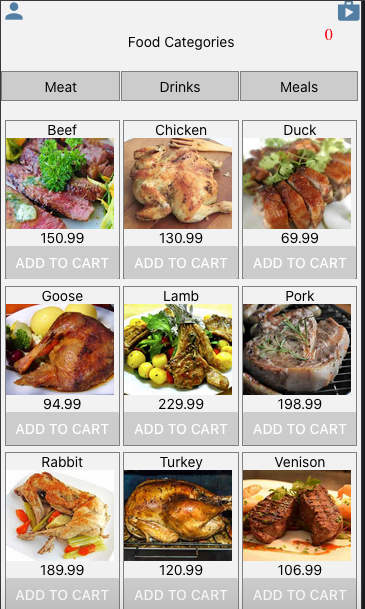 Food Categories
0
Meat Drinks Meals
Beef Chicken Duck
150.99 130.99 69.99
ADD TO CART ADD TO CART ADD TO CART
Goose Lamb Pork
94.99 229.99 198.99
ADD TO CART ADD TO CART ADD TO CART
Rabbit Turkey Venison
189.99 120.99 106.99
ADD TO CART ADD TO CART ADD TO CART